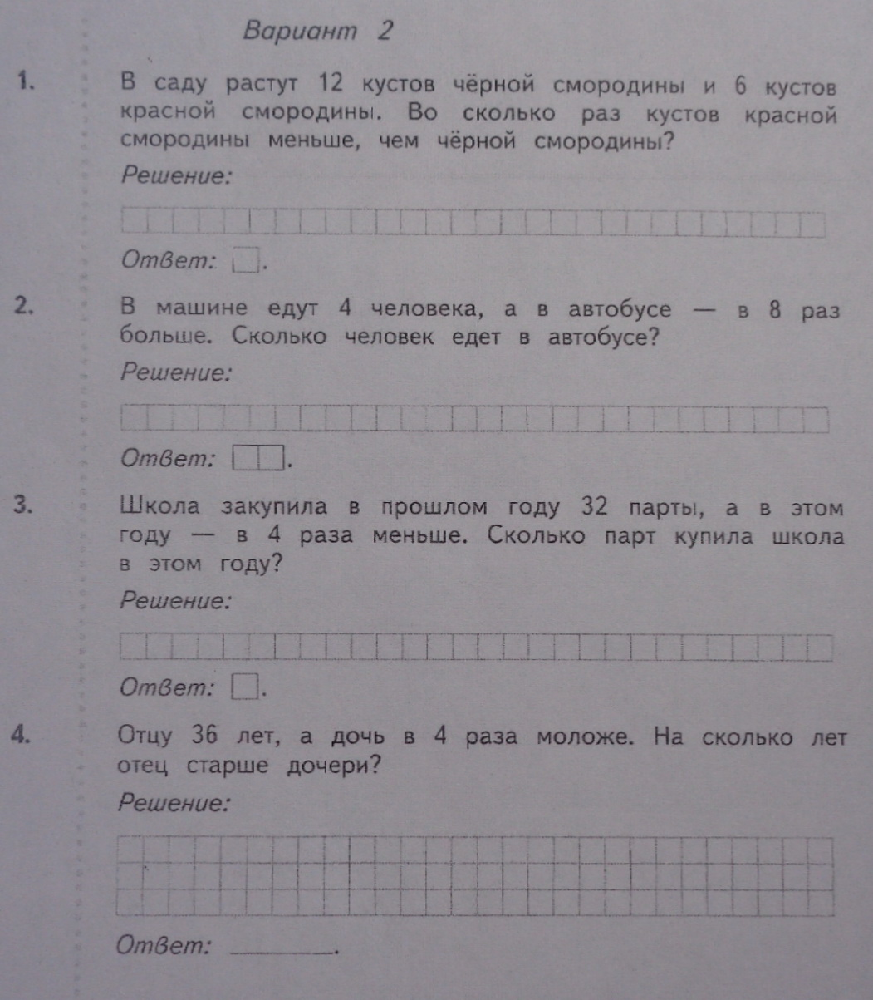 Вариант 2
1. В саду растут 12 кустов чёрной смородины и 6 кустов
красной смородины. Во сколько раз кустов красной
смородины меньше, чем чёрной смородины?
Решение:
Ответ: .
2. В машине едут 4 человека, а в автобусе — в 8 раз
больше. Сколько человек едет в автобусе?
Решение:
Ответ: .
3. Школа закупила в прошлом году 32 парты, а в этом
году — в 4 раза меньше. Сколько парт купила школа
в этом году?
Решение:
Ответ: .
4. Отцу 36 лет, а дочь в 4 раза моложе. На сколько лет
отец старше дочери?
Решение:
Ответ: ________.